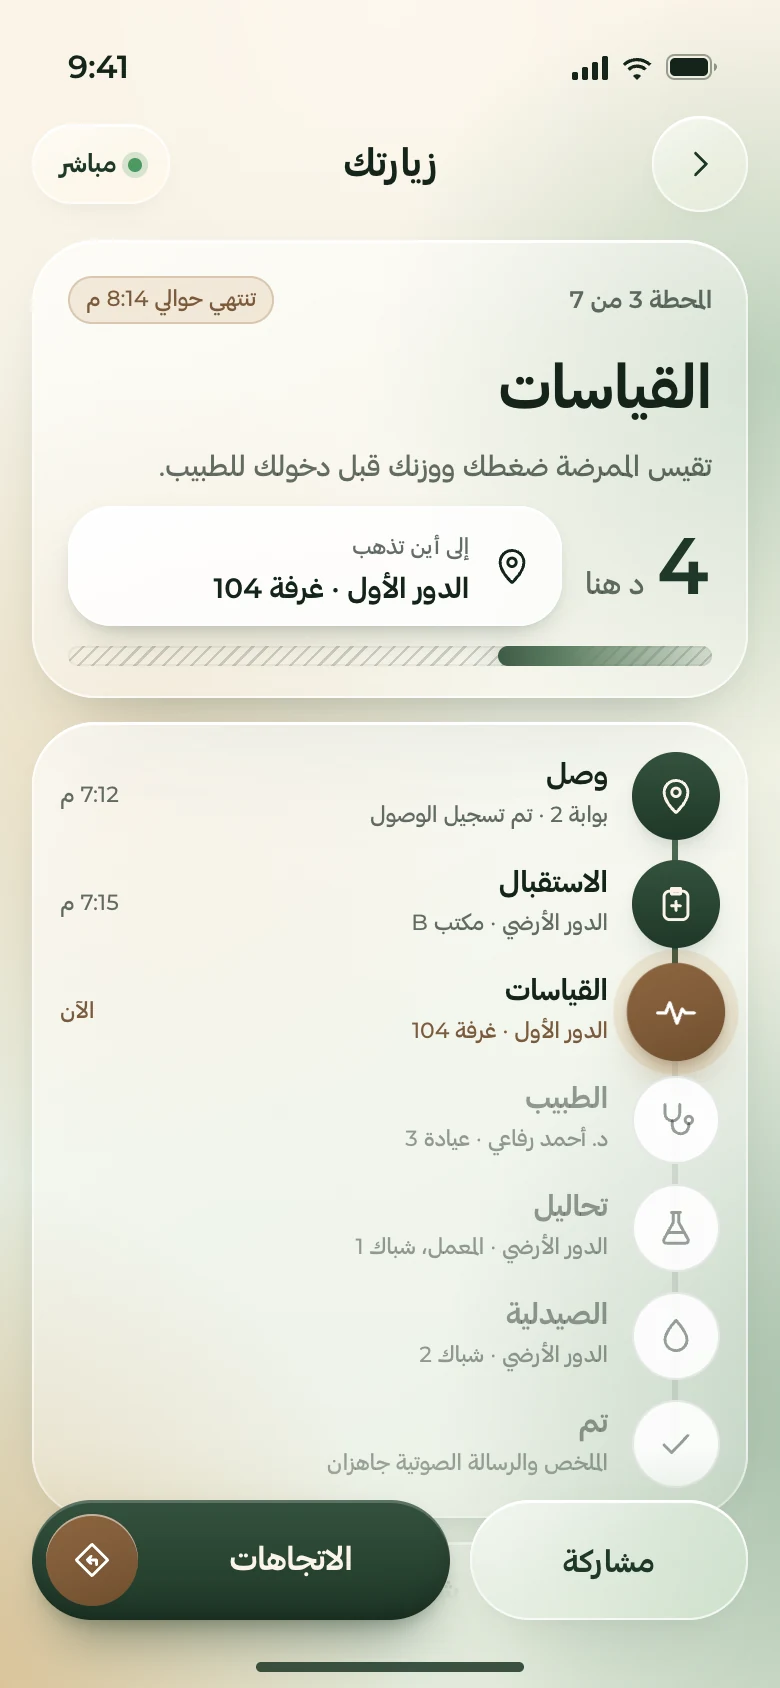 9:41
زيارتك
مباشر
المحطة 3 من 7
تنتهي حوالي 8:14 م
القياسات
تقيس الممرضة ضغطك ووزنك قبل دخولك للطبيب.
4 د هنا
إلى أين تذهب
الدور الأول · غرفة 104
وصل
7:12 م
بوابة 2 · تم تسجيل الوصول
الاستقبال
7:15 م
الدور الأرضي · مكتب B
القياسات
الآن
الدور الأول · غرفة 104
الطبيب
د. أحمد رفاعي · عيادة 3
تحاليل
الدور الأرضي · المعمل، شباك 1
الصيدلية
الدور الأرضي · شباك 2
تم
الملخص والرسالة الصوتية جاهزان
مشاركة
الاتجاهات